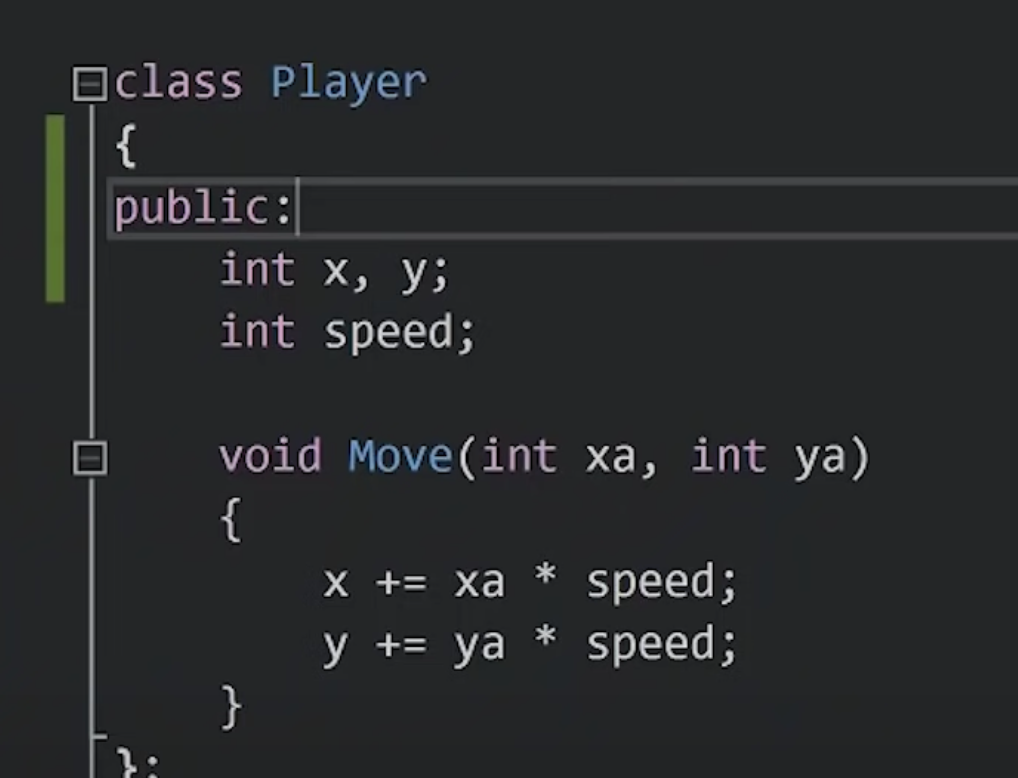 class Player
{
public:
    int x, y;
    int speed;

    void Move(int xa, int ya)
    {
        x += xa * speed;
        y += ya * speed;
    }
};